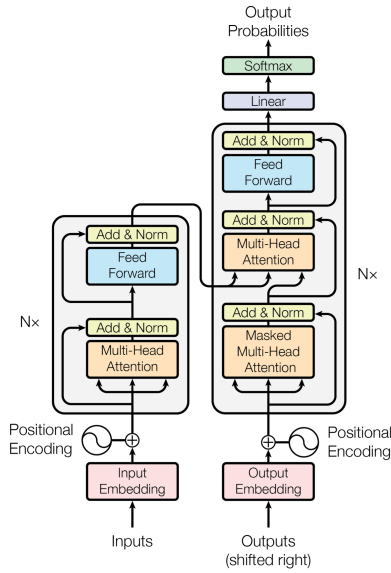 Output
Probabilities
Softmax
Linear
Add & Norm
Feed
Forward
Add & Norm
Multi-Head
Attention
Nx
Add & Norm
Masked
Multi-Head
Attention
Positional
Encoding
Output
Embedding
Outputs
(shifted right)
Add & Norm
Feed
Forward
Nx
Add & Norm
Multi-Head
Attention
Positional
Encoding
Input
Embedding
Inputs